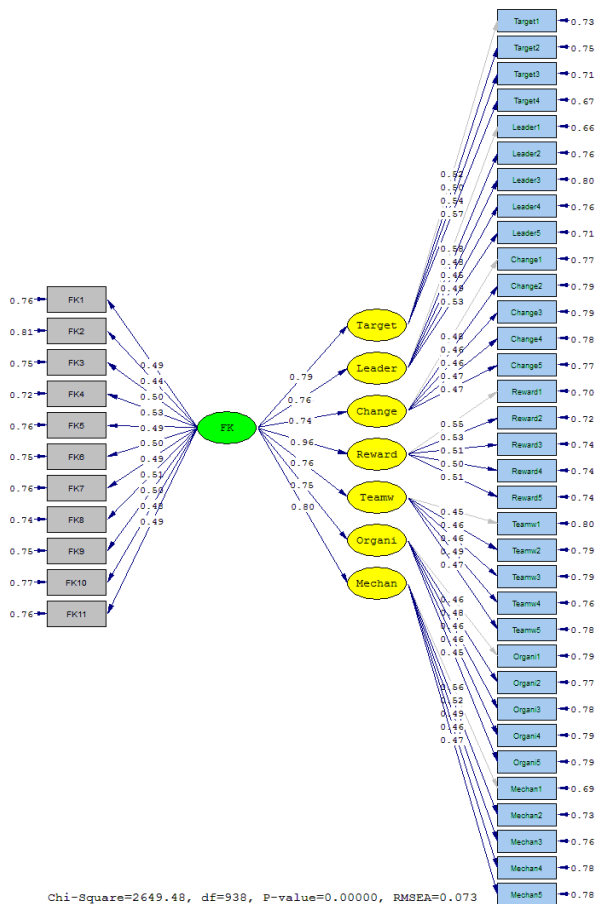 0.76 FK1
0.81 FK2
0.75 FK3
0.72 FK4
0.76 FK5
0.75 FK6
0.76 FK7
0.74 FK8
0.75 FK9
0.77 FK10
0.76 FK11
0.49
0.44
0.50
0.53
0.49
0.50
0.49
0.51
0.50
0.48
0.49
FK
0.79
0.76
0.74
0.96
0.76
0.75
0.80
Target
Leader
Change
Reward
Teamw
Organi
Mechan
0.52
0.50
0.54
0.57
0.58
0.49
0.53
0.48
0.46
0.46
0.47
0.47
0.55
0.53
0.51
0.50
0.51
0.45
0.46
0.46
0.49
0.47
0.46
0.48
0.46
0.46
0.45
0.56
0.52
0.49
0.46
0.47
Target1 0.73
Target2 0.75
Target3 0.71
Target4 0.67
Leader1 0.66
Leader2 0.76
Leader3 0.80
Leader4 0.76
Leader5 0.71
Change1 0.77
Change2 0.79
Change3 0.79
Change4 0.78
Change5 0.77
Reward1 0.70
Reward2 0.72
Reward3 0.74
Reward4 0.74
Reward5 0.74
Teamw1 0.80
Teamw2 0.79
Teamw3 0.79
Teamw4 0.76
Teamw5 0.78
Organi1 0.79
Organi2 0.77
Organi3 0.78
Organi4 0.79
Organi5 0.79
Mechan1 0.69
Mechan2 0.73
Mechan3 0.76
Mechan4 0.78
Mechan5 0.78
Chi-Square=2649.48, df=938, P-value=0.00000, RMSEA=0.073